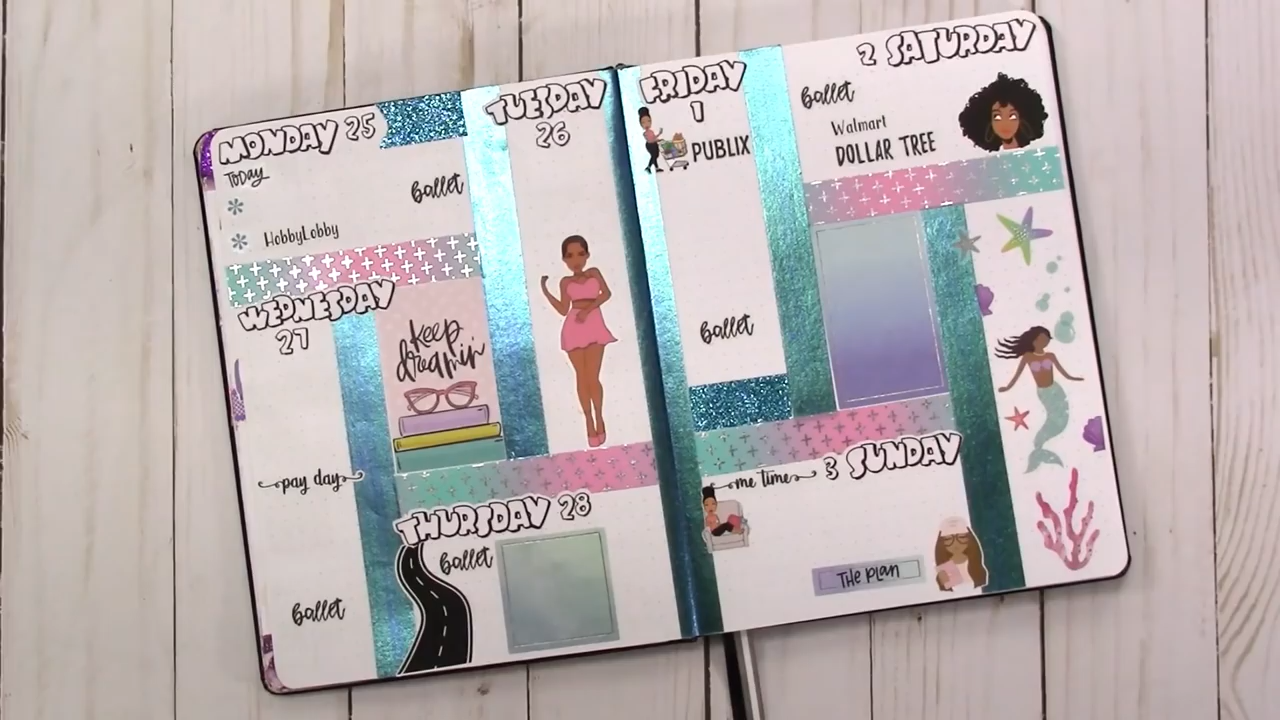 MONDAY 25
TODAY
ballet
HobbyLobby
TUESDAY
26
WEDNESDAY
27
pay day
ballet
keep
dreamin'
THURSDAY 28
ballet
FRIDAY
1
PUBLIX
ballet
2 SATURDAY
ballet
Walmart
DOLLAR TREE
3 SUNDAY
me time
THE PLAN